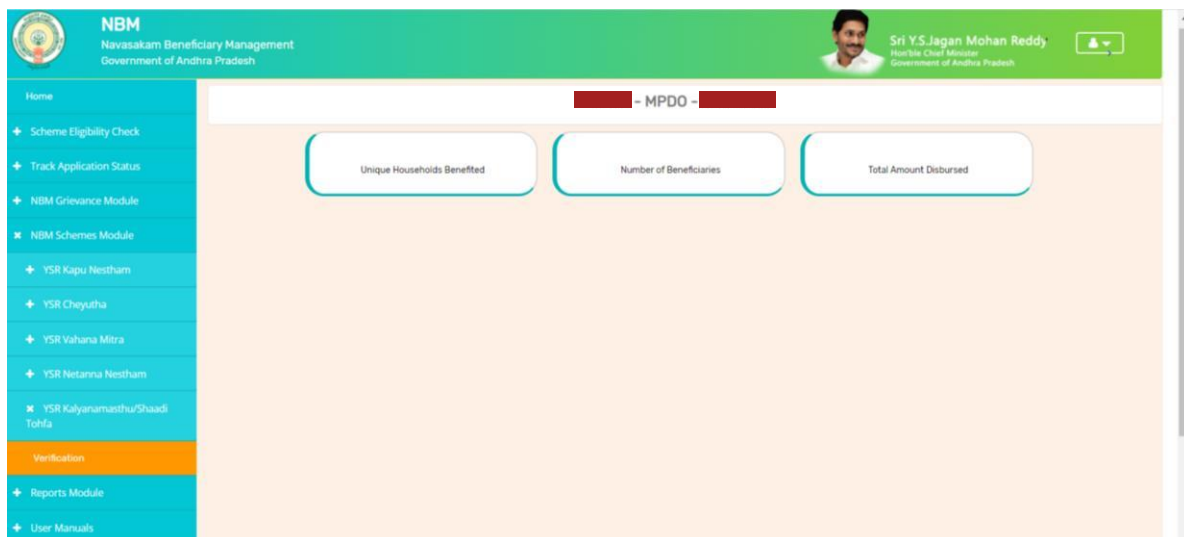 NBM
Navasakam Beneficiary Management
Government of Andhra Pradesh
Sri Y.S.Jagan Mohan Reddy
Hon'ble Chief Minister
Government of Andhra Pradesh
Home
Scheme Eligibility Check
Track Application Status
NBM Grievance Module
NBM Schemes Module
YSR Kapu Nestham
YSR Cheyutha
YSR Vahana Mitra
YSR Netanna Nestham
YSR Kalyanamasthu/Shaadi
Tohfa
Verification
Reports Module
User Manuals
- MPDO -
Unique Households Benefited
Number of Beneficiaries
Total Amount Disbursed